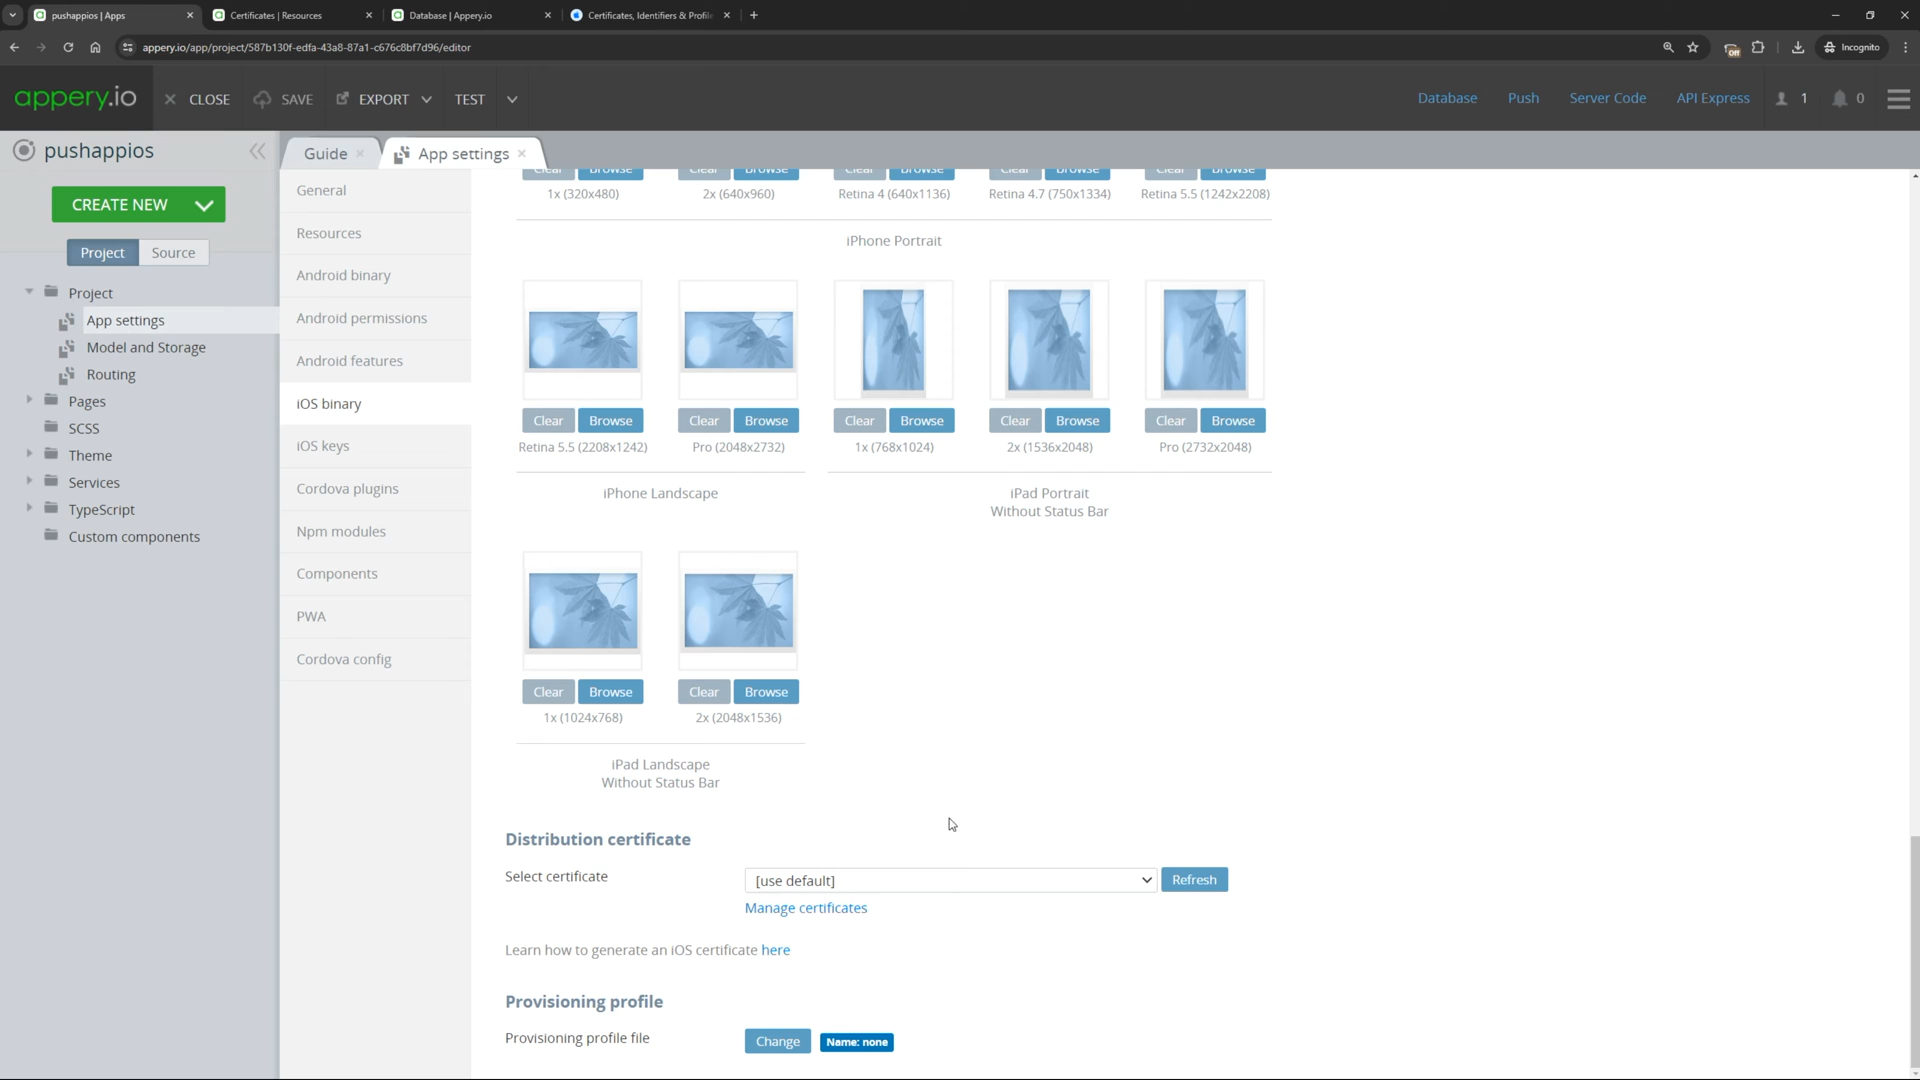 pushappios | Apps
Certificates | Resources
Database | Appery.io
Certificates, Identifiers & Profile
appery.io/app/project/587b130f-edfa-43a8-87a1-c676c8bf7d96/editor
Off
Incognito
appery.io
CLOSE
SAVE
EXPORT
TEST
Database
Push
Server Code
API Express
1
0
pushappios
CREATE NEW
Project
Source
Project
App settings
Model and Storage
Routing
Pages
SCSS
Theme
Services
TypeScript
Custom components
Guide
App settings
General
Resources
Android binary
Android permissions
Android features
iOS binary
iOS keys
Cordova plugins
Npm modules
Components
PWA
Cordova config
Clear Browse Clear Browse Clear Browse Clear Browse Clear Browse
1x (320x480) 2x (640x960) Retina 4 (640x1136) Retina 4.7 (750x1334) Retina 5.5 (1242x2208)
iPhone Portrait
Clear Browse Clear Browse Clear Browse Clear Browse Clear Browse
Retina 5.5 (2208x1242) Pro (2048x2732) 1x (768x1024) 2x (1536x2048) Pro (2732x2048)
iPhone Landscape
iPad Portrait
Without Status Bar
Clear Browse Clear Browse
1x (1024x768) 2x (2048x1536)
iPad Landscape
Without Status Bar
Distribution certificate
Select certificate
[use default]
Refresh
Manage certificates
Learn how to generate an iOS certificate here
Provisioning profile
Provisioning profile file
Change
Name: none